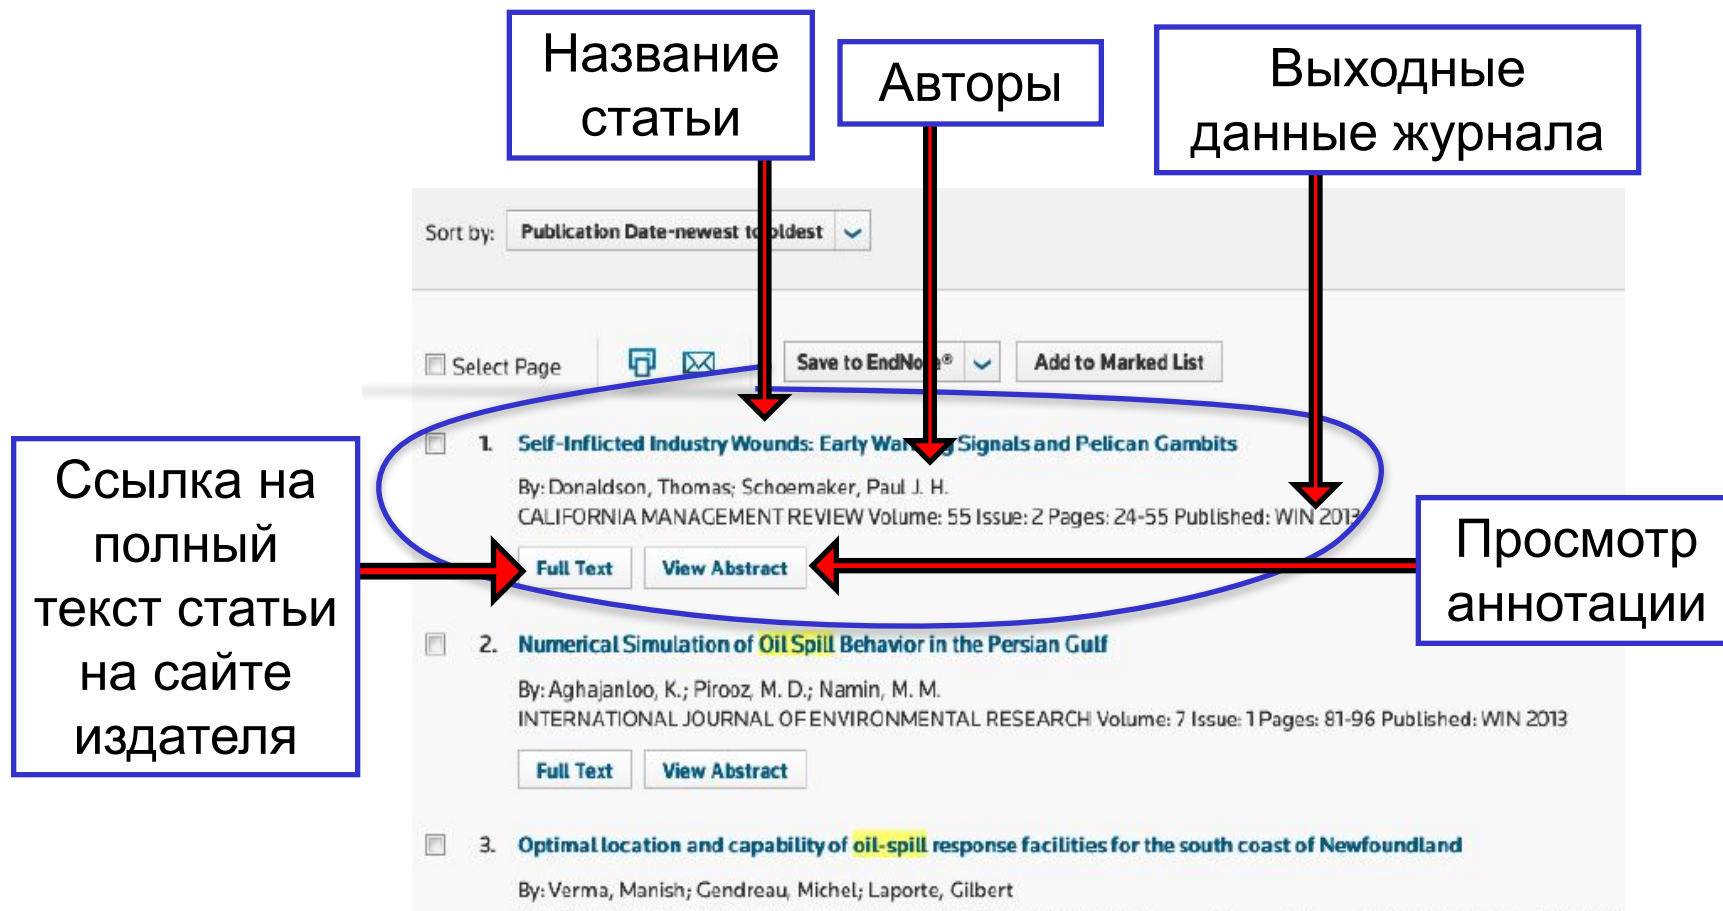 Название
статьи
Авторы
Выходные
данные журнала
Sort by: Publication Date-newest to oldest
Select Page
Save to EndNote®
Add to Marked List
1. Self-Inflicted Industry Wounds: Early Warning Signals and Pelican Gambits
By: Donaldson, Thomas; Schoemaker, Paul J. H.
CALIFORNIA MANAGEMENT REVIEW Volume: 55 Issue: 2 Pages: 24-55 Published: WIN 2013
Full Text
View Abstract
Ссылка на
полный
текст статьи
на сайте
издателя
Просмотр
аннотации
2. Numerical Simulation of Oil Spill Behavior in the Persian Gulf
By: Aghajanloo, K.; Pirooz, M. D.; Namin, M. M.
INTERNATIONAL JOURNAL OF ENVIRONMENTAL RESEARCH Volume: 7 Issue: 1 Pages: 81-96 Published: WIN 2013
Full Text
View Abstract
3. Optimal location and capability of oil-spill response facilities for the south coast of Newfoundland
By: Verma, Manish; Gendreau, Michel; Laporte, Gilbert